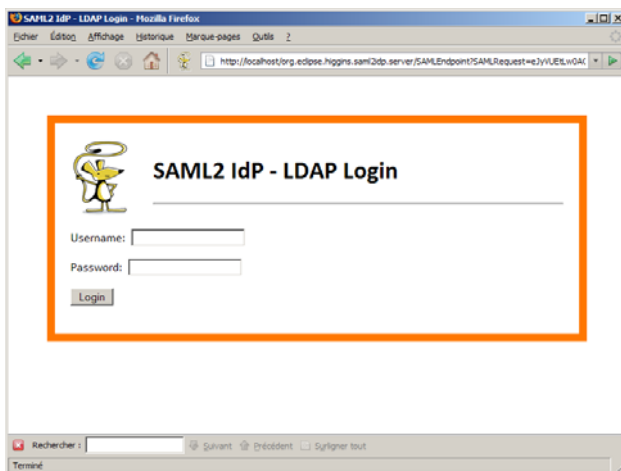 SAML2 IdP - LDAP Login - Mozilla Firefox
Fichier Édition Affichage Historique Marque-pages Outils ?
http://localhost/org.eclipse.higgins.saml2idp.server/SAMLEndpoint?SAMLRequest=
SAML2 IdP - LDAP Login
Username:
Password:
Login
Rechercher : Suivant Précédent Surligner tout
Terminé